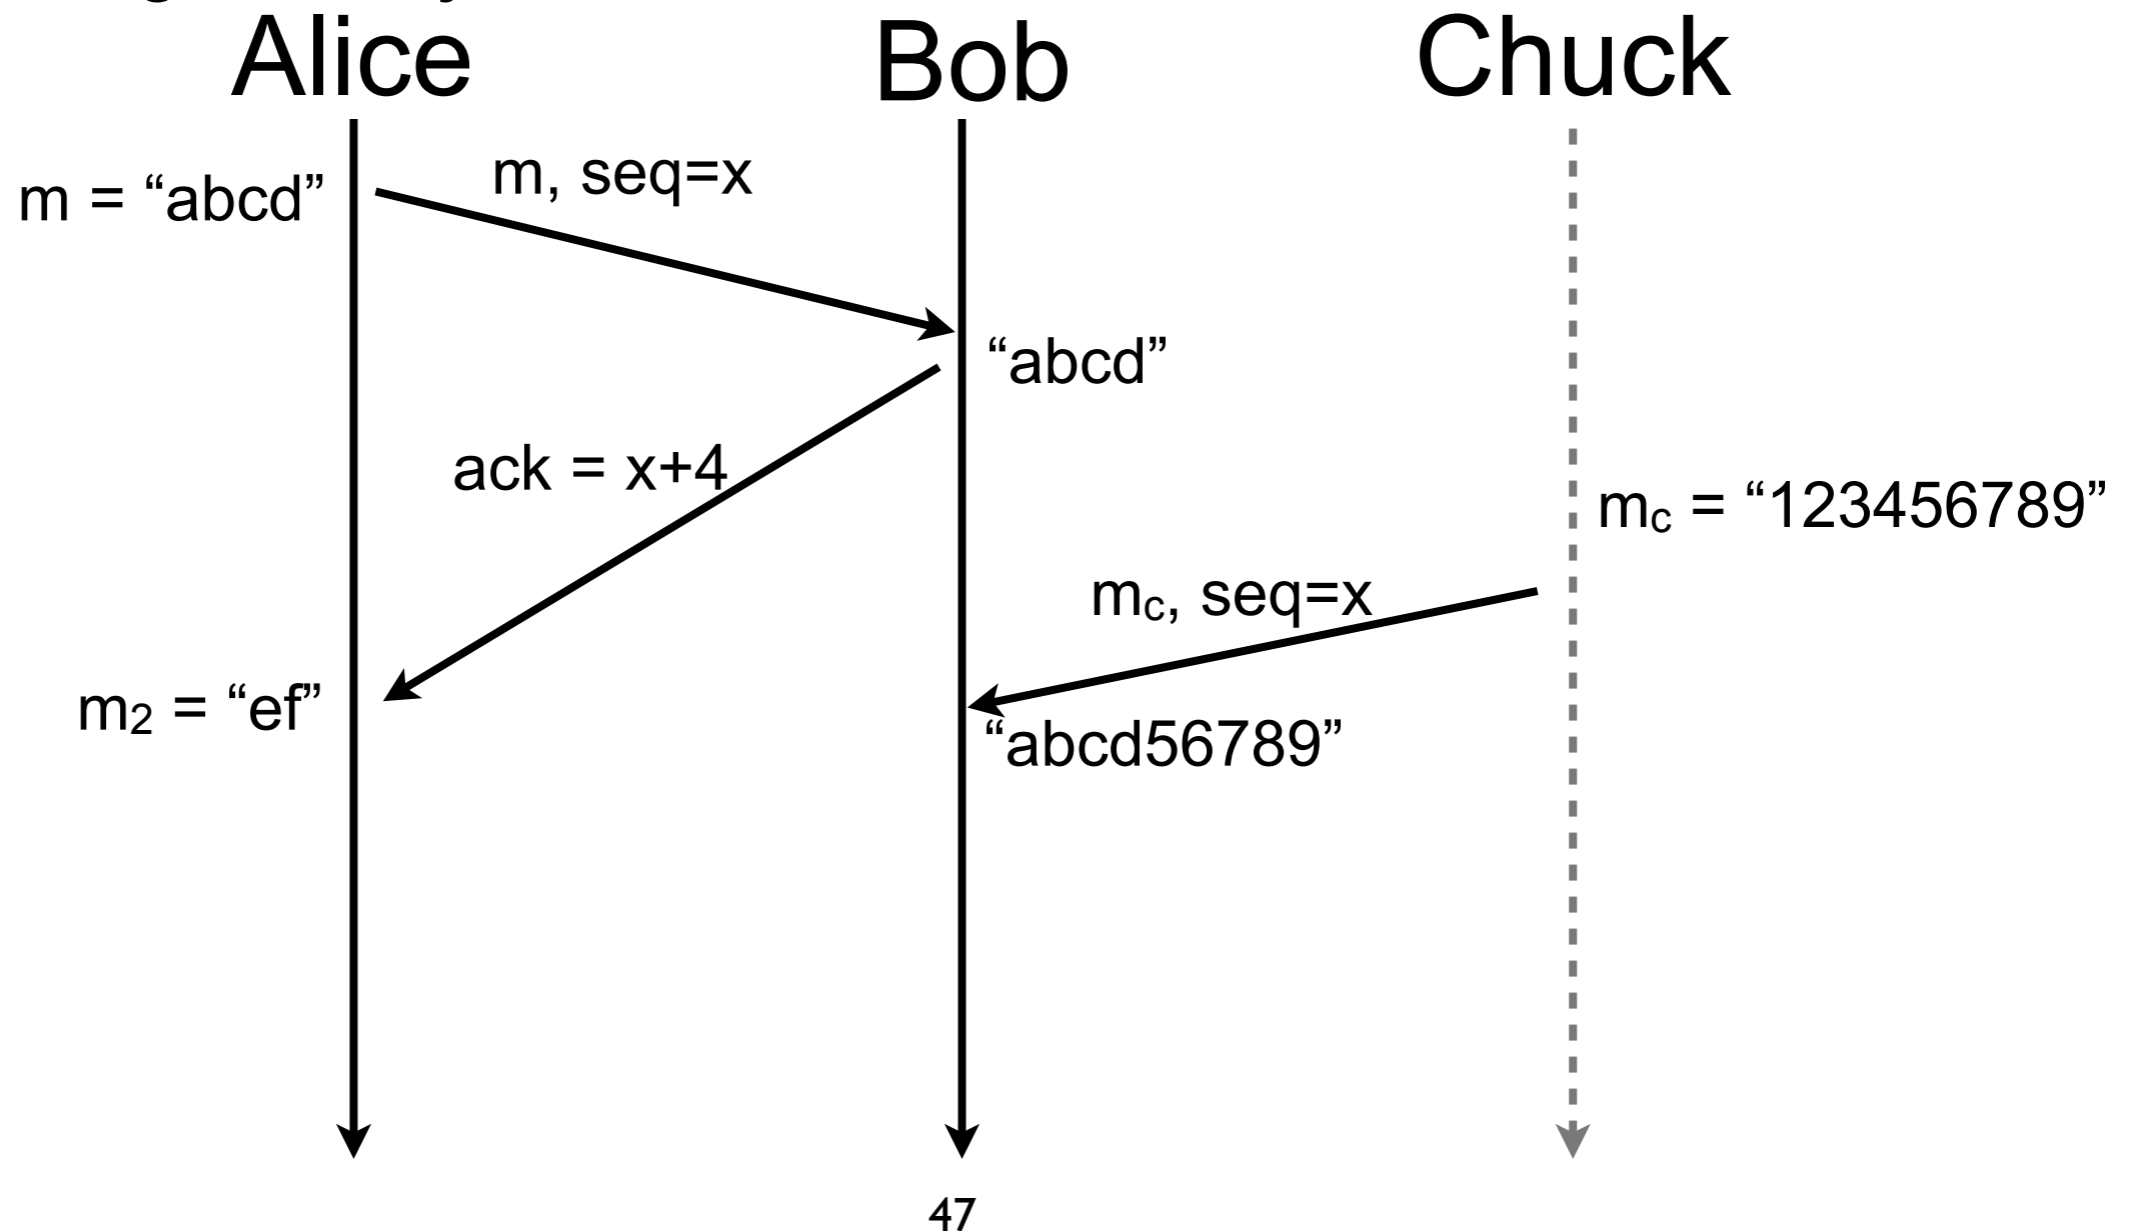 Alice
Bob
Chuck
m = “abcd”
m, seq=x
“abcd”
ack = x+4
mc = “123456789”
mc, seq=x
m2 = “ef”
“abcd56789”
47